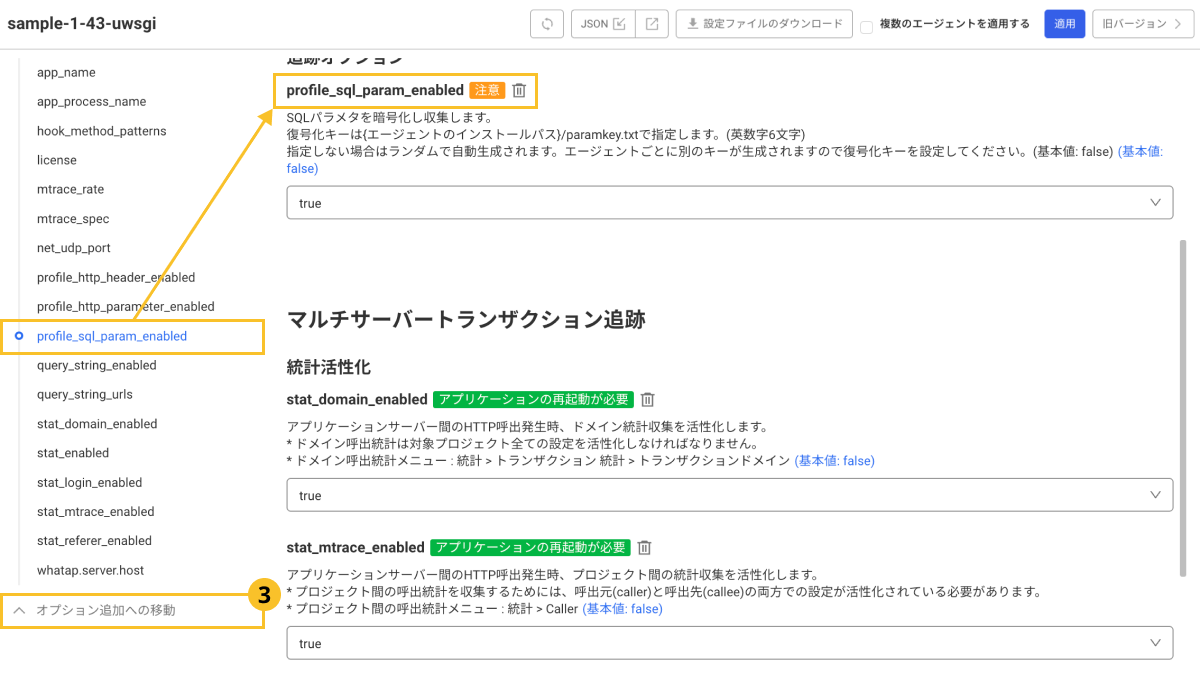 sample-1-43-uwsgi
JSON
設定ファイルのダウンロード
複数のエージェントを適用する
適用
旧バージョン
app_name
app_process_name
hook_method_patterns
license
mtrace_rate
mtrace_spec
net_udp_port
profile_http_header_enabled
profile_http_parameter_enabled
profile_sql_param_enabled
query_string_enabled
query_string_urls
stat_domain_enabled
stat_enabled
stat_login_enabled
stat_mtrace_enabled
stat_referer_enabled
whatap.server.host
オプション追加への移動
3
追跡オプション
profile_sql_param_enabled 注意
SQLパラメタを暗号化し収集します。
復号化キーは{エージェントのインストールパス}/paramkey.txtで指定します。(英数字6文字)
指定しない場合はランダムで自動生成されます。エージェントごとに別のキーが生成されますので復号化キーを設定してください。(基本値: false) (基本値:
false)
true
マルチサーバートランザクション追跡
統計活性化
stat_domain_enabled アプリケーションの再起動が必要
アプリケーションサーバー間のHTTP呼出発生時、ドメイン統計収集を活性化します。
* ドメイン呼出統計は対象プロジェクト全ての設定を活性化しなければなりません。
* ドメイン呼出統計メニュー : 統計 > トランザクション 統計 > トランザクションドメイン (基本値: false)
true
stat_mtrace_enabled アプリケーションの再起動が必要
アプリケーションサーバー間のHTTP呼出発生時、プロジェクト間の統計収集を活性化します。
* プロジェクト間の呼出統計を収集するためには、呼出元(caller)と呼出先(callee)の両方での設定が活性化されている必要があります。
* プロジェクト間の呼出統計メニュー : 統計 > Caller (基本値: false)
true